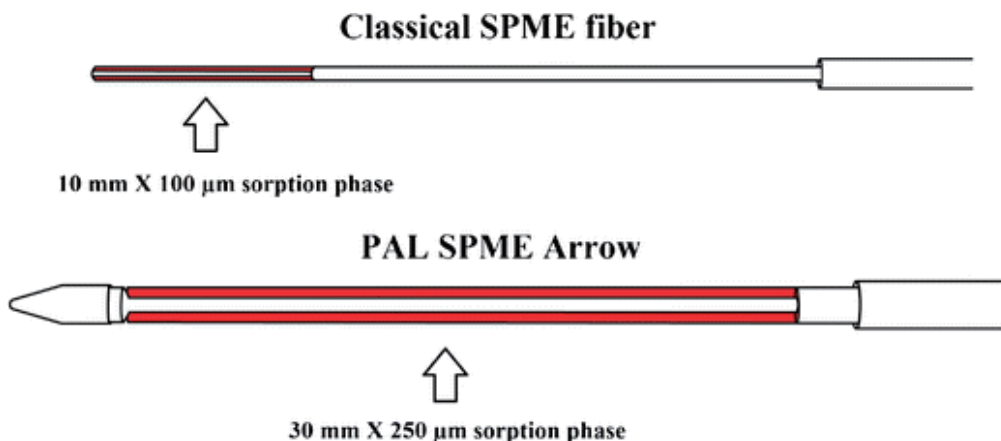 Classical SPME fiber
10 mm X 100 µm sorption phase
PAL SPME Arrow
30 mm X 250 µm sorption phase